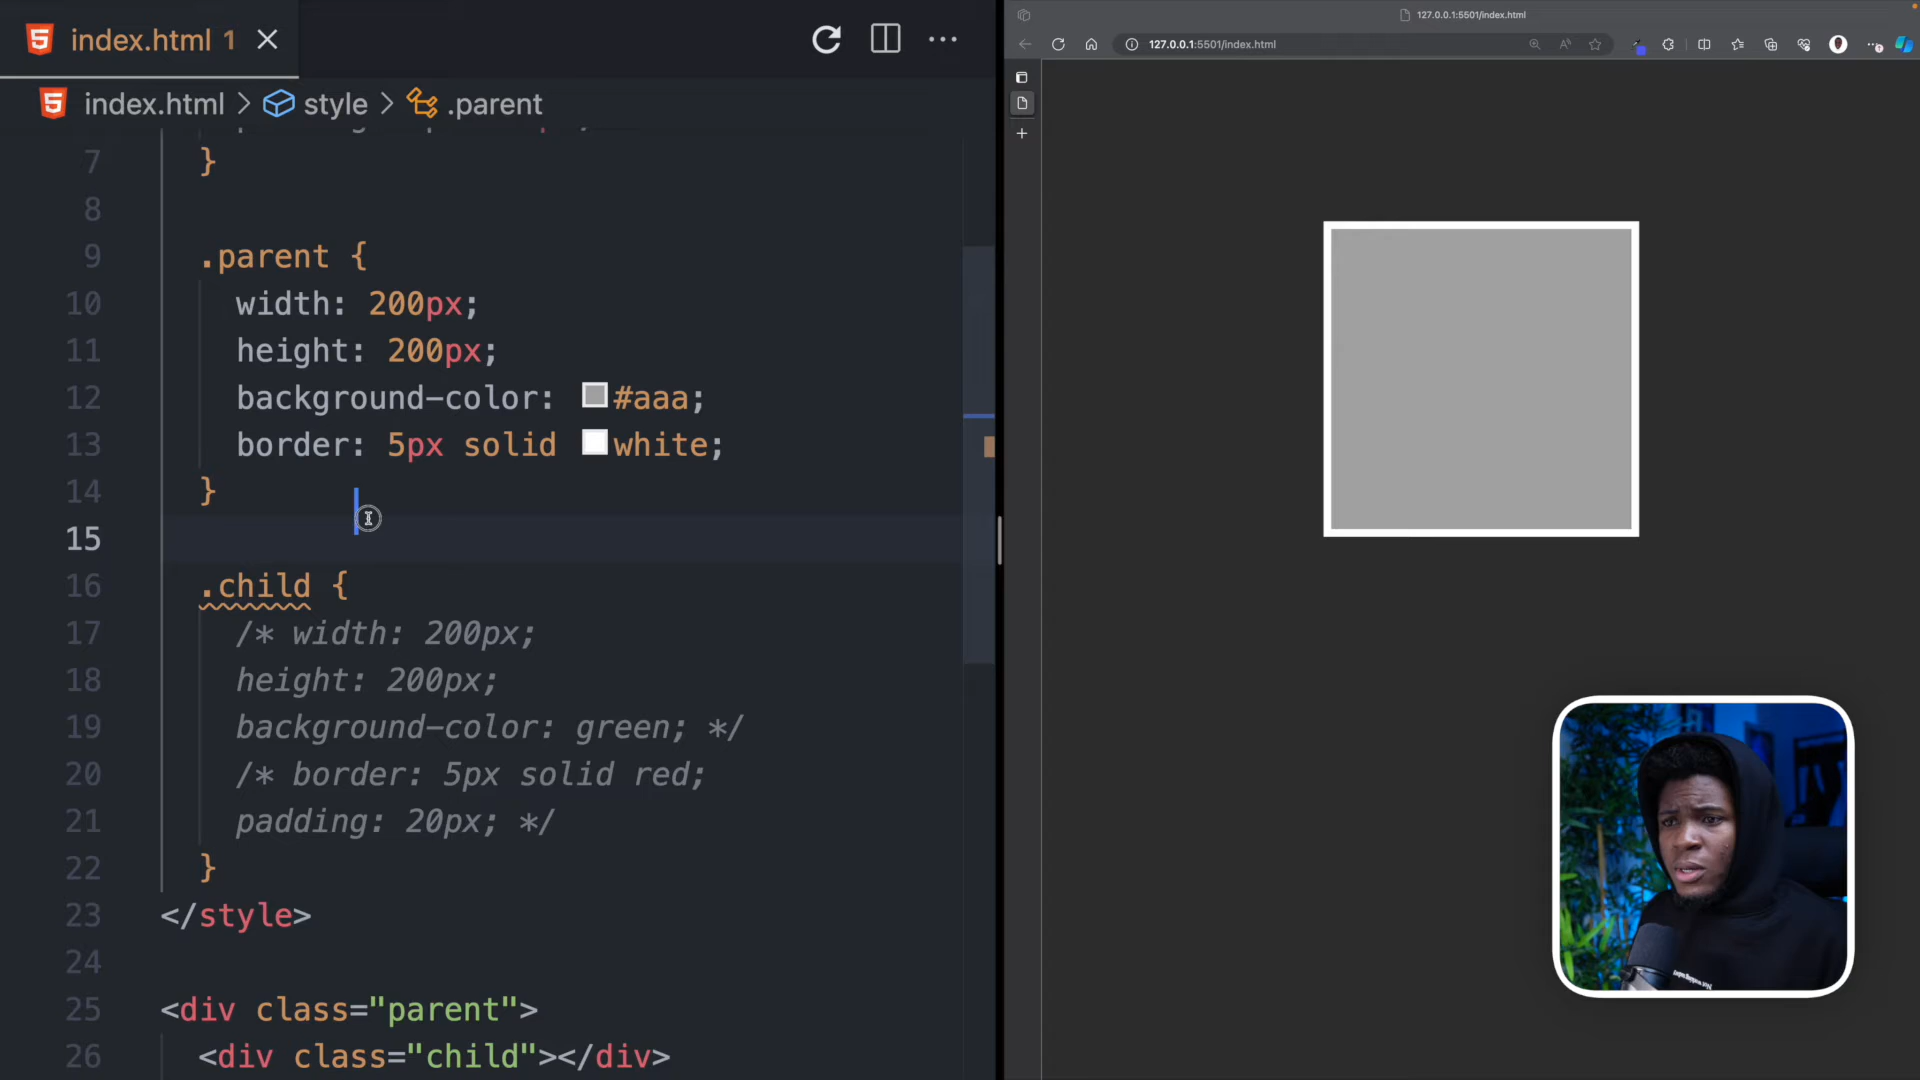 index.html 1
127.0.0.1:5501/index.html
127.0.0.1:5501/index.html
index.html > style > .parent
7 }
8
9 .parent {
10 width: 200px;
11 height: 200px;
12 background-color: #aaa;
13 border: 5px solid white;
14 }
15
16 .child {
17 /* width: 200px;
18 height: 200px;
19 background-color: green; */
20 /* border: 5px solid red;
21 padding: 20px; */
22 }
23 </style>
24
25 <div class="parent">
26 <div class="child"></div>